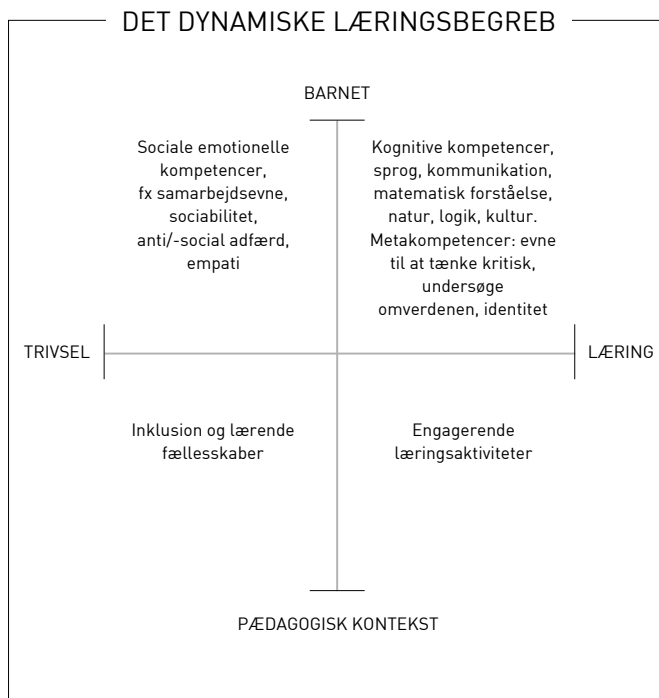 DET DYNAMISKE LÆRINGSBEGREB
BARNET
Sociale emotionelle
kompetencer,
fx samarbejdsevne,
sociabilitet,
anti/-social adfærd,
empati
Kognitive kompetencer,
sprog, kommunikation,
matematisk forståelse,
natur, logik, kultur.
Metakompetencer: evne
til at tænke kritisk,
undersøge
omverdenen, identitet
TRIVSEL
LÆRING
Inklusion og lærende
fællesskaber
Engagerende
læringsaktiviteter
PÆDAGOGISK KONTEKST